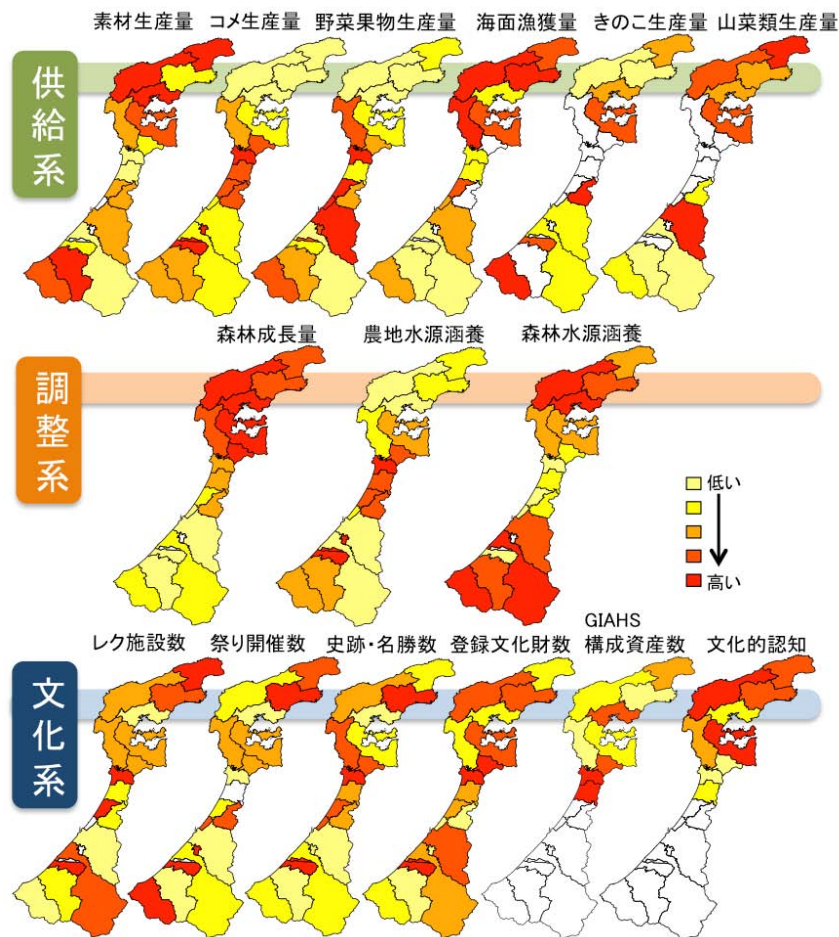 素材生産量 コメ生産量 野菜果物生産量 海面漁獲量 きのこ生産量 山菜類生産量
供給系
森林成長量 農地水源涵養 森林水源涵養
調整系
低い
高い
レク施設数 祭り開催数 史跡・名勝数 登録文化財数 GIAHS
構成資産数 文化的認知
文化系